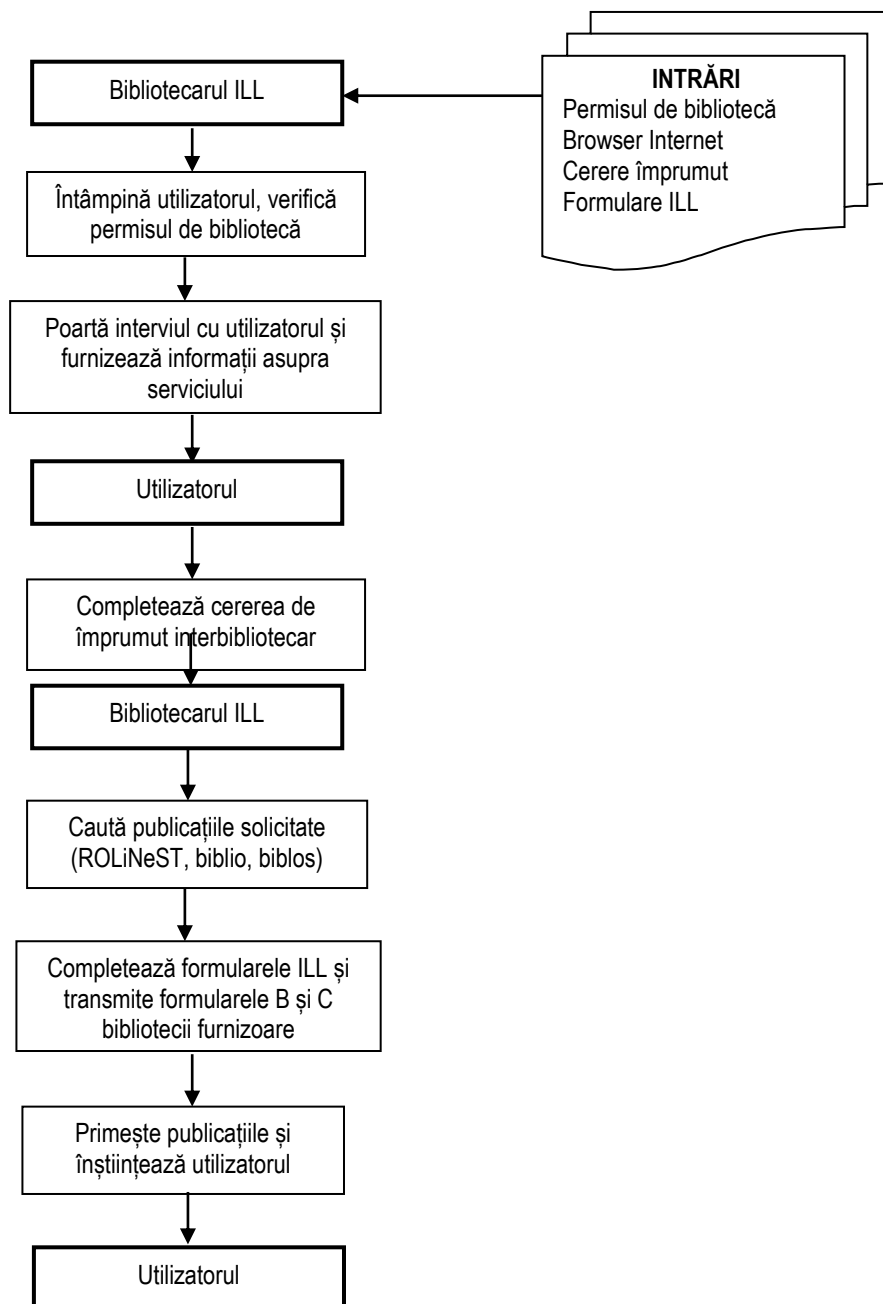 INTRĂRI
Permisul de bibliotecă
Browser Internet
Cerere împrumut
Formulare ILL
Bibliotecarul ILL
Întâmpină utilizatorul, verifică
permisul de bibliotecă
Poartă interviul cu utilizatorul și
furnizează informații asupra
serviciului
Utilizatorul
Completează cererea de
împrumut interbibliotecar
Bibliotecarul ILL
Caută publicațiile solicitate
(ROLiNeST, biblio, biblos)
Completează formularele ILL și
transmite formularele B și C
bibliotecii furnizoare
Primește publicațiile și
înștiințează utilizatorul
Utilizatorul